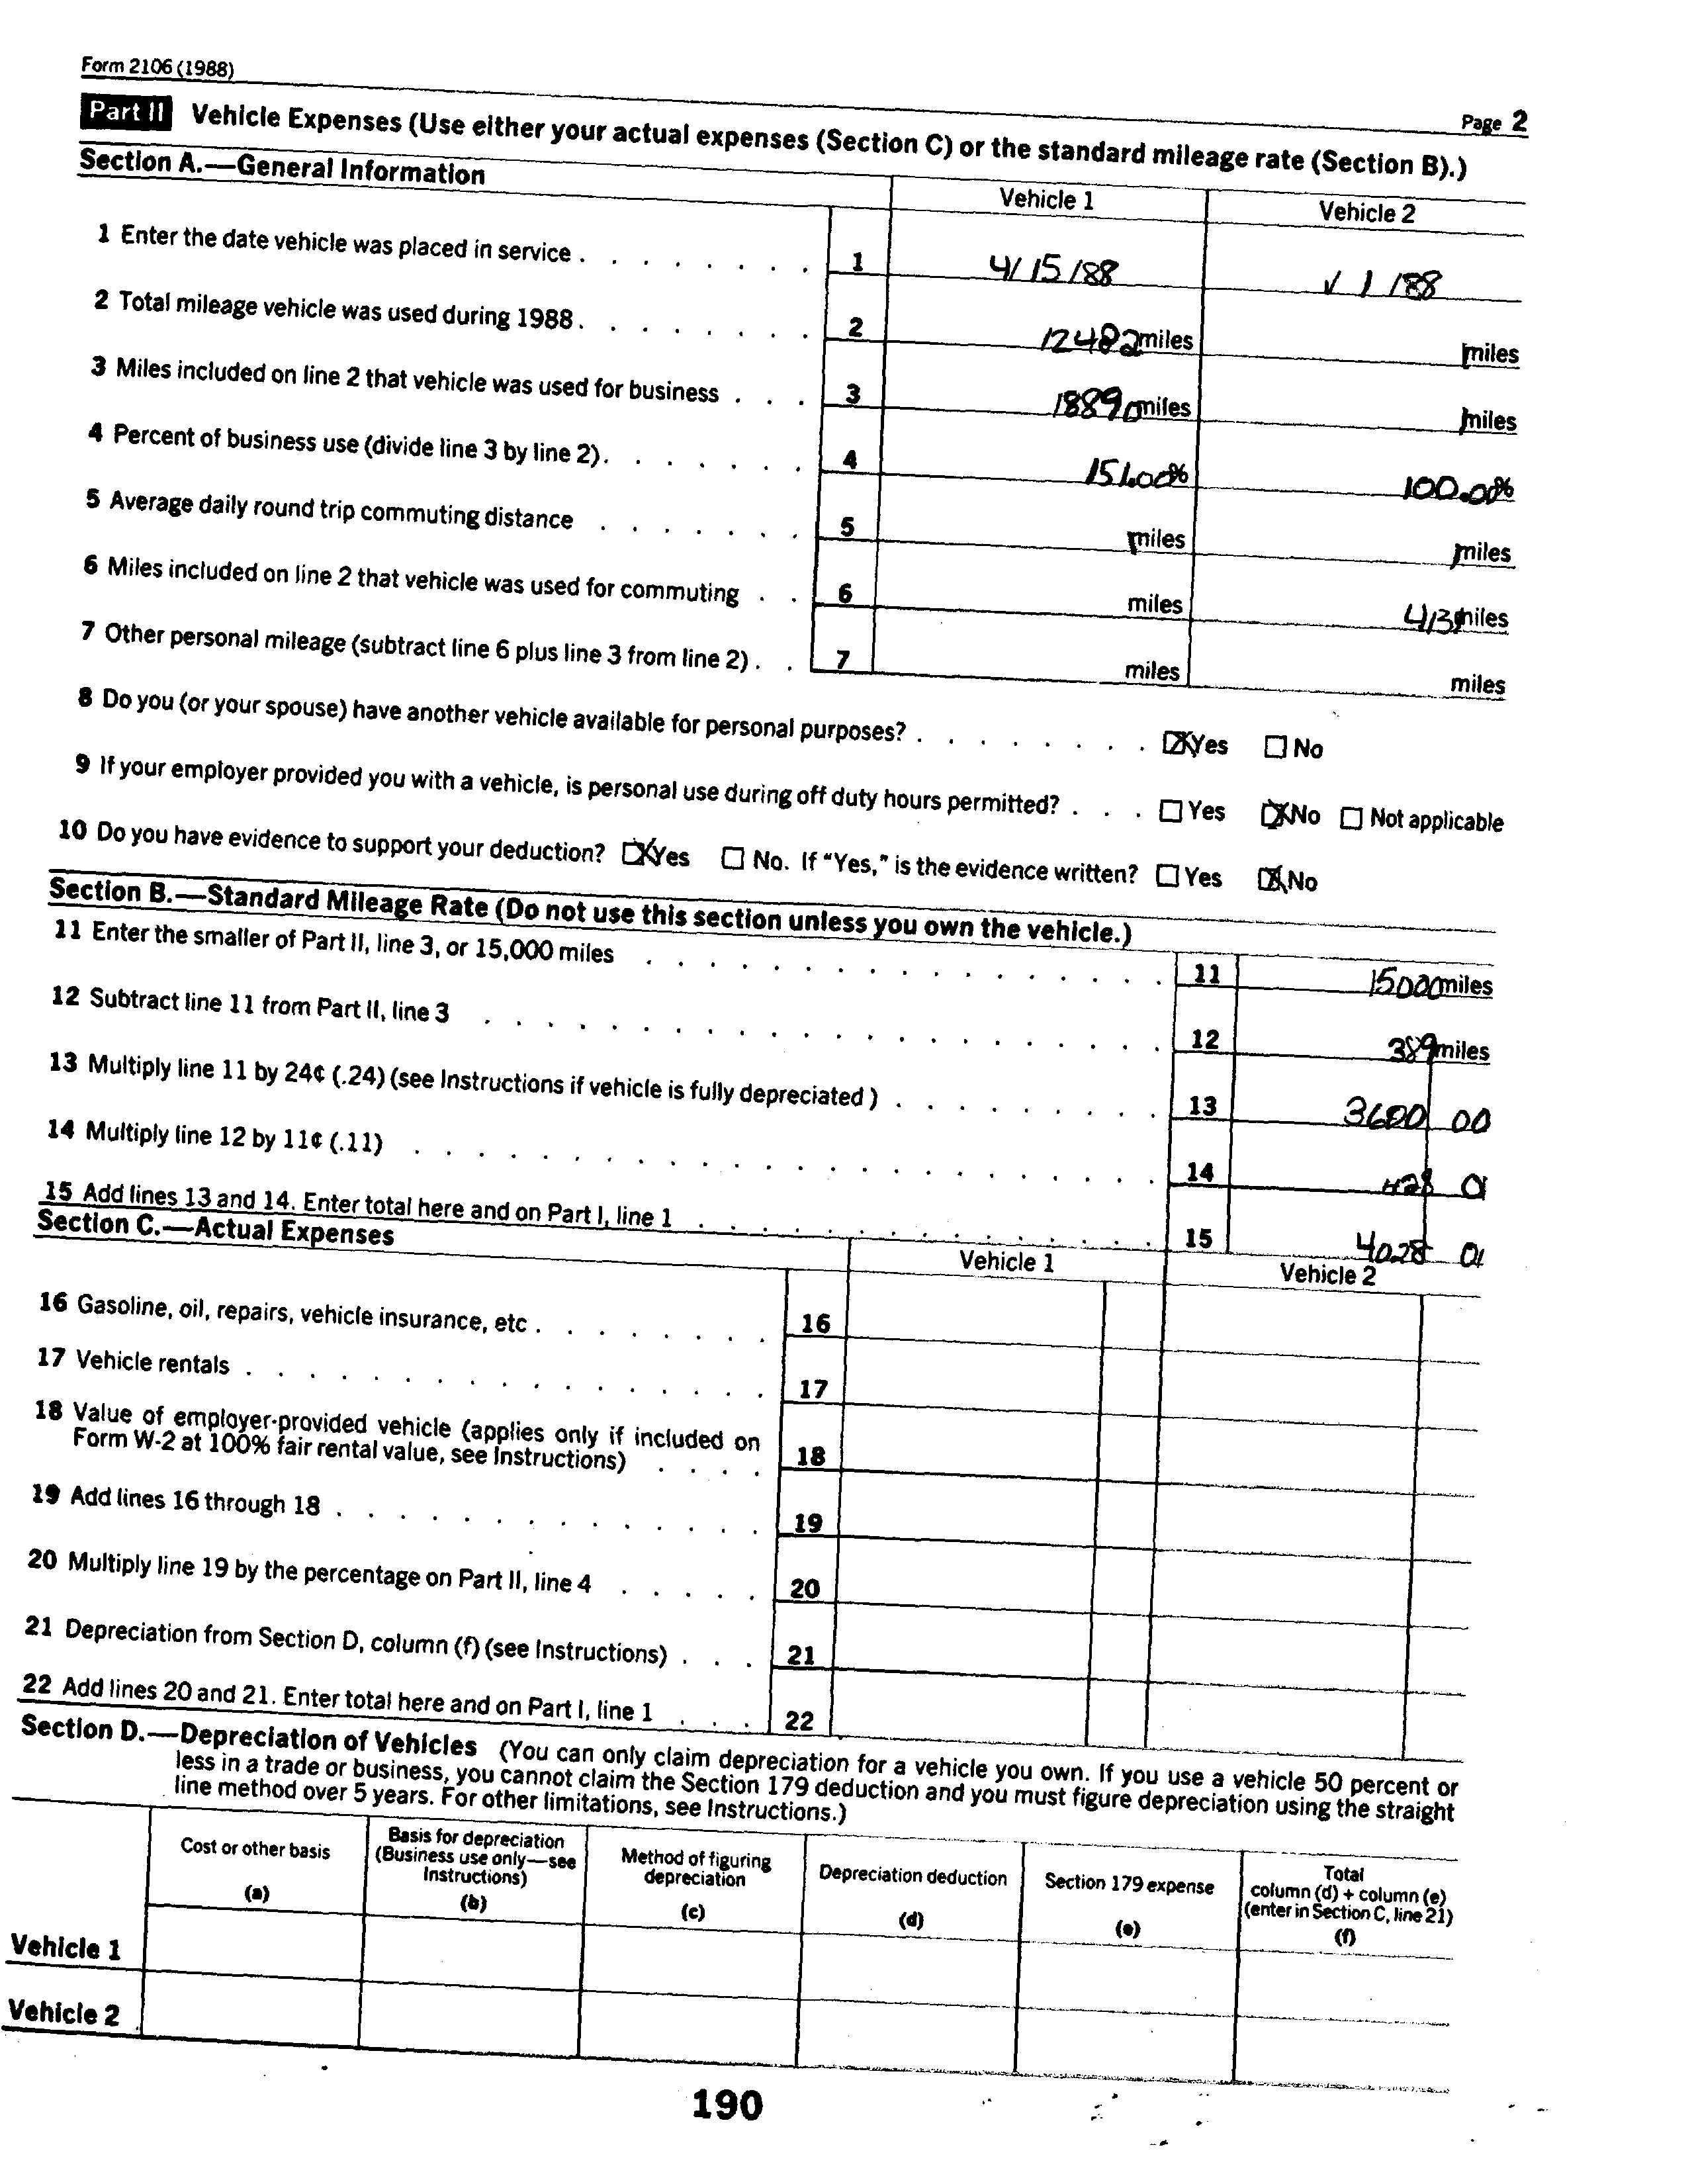 Form 2106 (1988)
Page 2
Part II Vehicle Expenses (Use either your actual expenses (Section C) or the standard mileage rate (Section B).)
Section A.—General Information
Vehicle 1 Vehicle 2
1 Enter the date vehicle was placed in service . . . . . . . . 1 4/15/88 1/1/88
2 Total mileage vehicle was used during 1988 . . . . . . . . 2 12482 miles miles
3 Miles included on line 2 that vehicle was used for business . . . 3 18890 miles miles
4 Percent of business use (divide line 3 by line 2) . . . . . . . 4 151.00% 100.00%
5 Average daily round trip commuting distance . . . . . . . 5 miles miles
6 Miles included on line 2 that vehicle was used for commuting . . 6 miles miles
7 Other personal mileage (subtract line 6 plus line 3 from line 2) . . 7 miles miles
8 Do you (or your spouse) have another vehicle available for personal purposes? . . . . . . . . ☒ Yes ☐ No
9 If your employer provided you with a vehicle, is personal use during off duty hours permitted? . . . ☐ Yes ☒ No ☐ Not applicable
10 Do you have evidence to support your deduction? ☒ Yes ☐ No. If "Yes," is the evidence written? ☐ Yes ☒ No
Section B.—Standard Mileage Rate (Do not use this section unless you own the vehicle.)
11 Enter the smaller of Part II, line 3, or 15,000 miles . . . . . . . . . . . . . . . . . 11 15000 miles
12 Subtract line 11 from Part II, line 3 . . . . . . . . . . . . . . . . . . . . . . 12 389 miles
13 Multiply line 11 by 24¢ (.24) (see Instructions if vehicle is fully depreciated ) . . . . . . . . . 13 3600 00
14 Multiply line 12 by 11¢ (.11) . . . . . . . . . . . . . . . . . . . . . . . . 14 428 01
15 Add lines 13 and 14. Enter total here and on Part I, line 1 . . . . . . . . . . . . . . . 15 4028 01
Section C.—Actual Expenses
Vehicle 1 Vehicle 2
16 Gasoline, oil, repairs, vehicle insurance, etc . . . . . . . . 16
17 Vehicle rentals . . . . . . . . . . . . . . . . . 17
18 Value of employer-provided vehicle (applies only if included on
Form W-2 at 100% fair rental value, see Instructions) . . . . 18
19 Add lines 16 through 18 . . . . . . . . . . . . . . 19
20 Multiply line 19 by the percentage on Part II, line 4 . . . . . 20
21 Depreciation from Section D, column (f) (see Instructions) . . . 21
22 Add lines 20 and 21. Enter total here and on Part I, line 1 . . . 22
Section D.—Depreciation of Vehicles (You can only claim depreciation for a vehicle you own. If you use a vehicle 50 percent or
less in a trade or business, you cannot claim the Section 179 deduction and you must figure depreciation using the straight
line method over 5 years. For other limitations, see Instructions.)
Cost or other basis
(a)
Basis for depreciation
(Business use only—see
Instructions)
(b)
Method of figuring
depreciation
(c)
Depreciation deduction
(d)
Section 179 expense
(e)
Total
column (d) + column (e)
(enter in Section C, line 21)
(f)
Vehicle 1
Vehicle 2
190